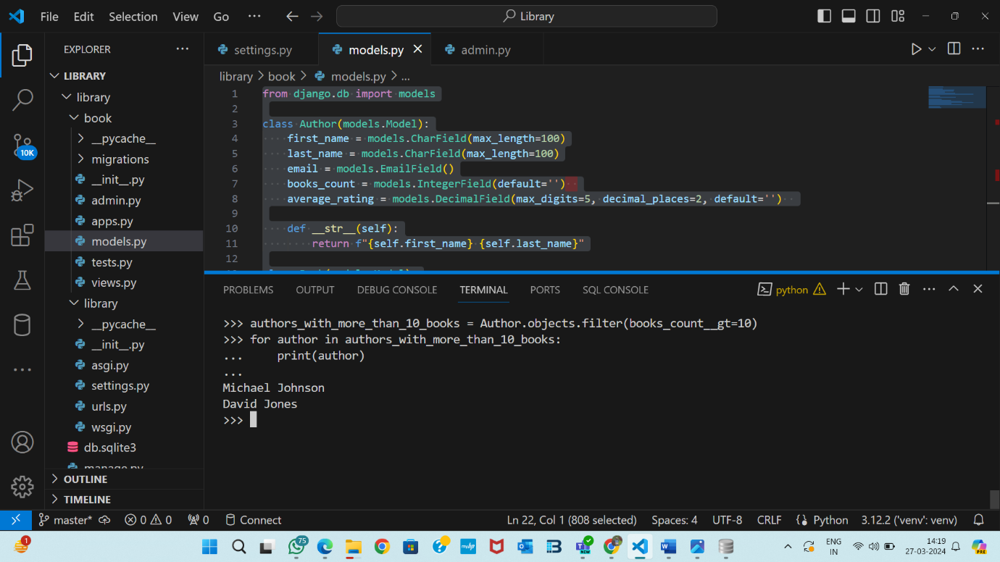 File Edit Selection View Go ... Library
EXPLORER ...
LIBRARY
library
book
__pycache__
migrations
__init__.py
admin.py
apps.py
models.py
tests.py
views.py
library
__pycache__
__init__.py
asgi.py
settings.py
urls.py
wsgi.py
db.sqlite3
manage.py
OUTLINE
TIMELINE
10K
settings.py models.py admin.py
library > book > models.py > ...
1 from django.db import models
2
3 class Author(models.Model):
4 first_name = models.CharField(max_length=100)
5 last_name = models.CharField(max_length=100)
6 email = models.EmailField()
7 books_count = models.IntegerField(default='')
8 average_rating = models.DecimalField(max_digits=5, decimal_places=2, default='')
9
10 def __str__(self):
11 return f"{self.first_name} {self.last_name}"
12
PROBLEMS OUTPUT DEBUG CONSOLE TERMINAL PORTS SQL CONSOLE python
>>> authors_with_more_than_10_books = Author.objects.filter(books_count__gt=10)
>>> for author in authors_with_more_than_10_books:
... print(author)
...
Michael Johnson
David Jones
>>>
master* 0 0 0 Connect Ln 22, Col 1 (808 selected) Spaces: 4 UTF-8 CRLF Python 3.12.2 ('venv': venv)
1 75 myhp NEW ENG IN 14:19 27-03-2024 PRE